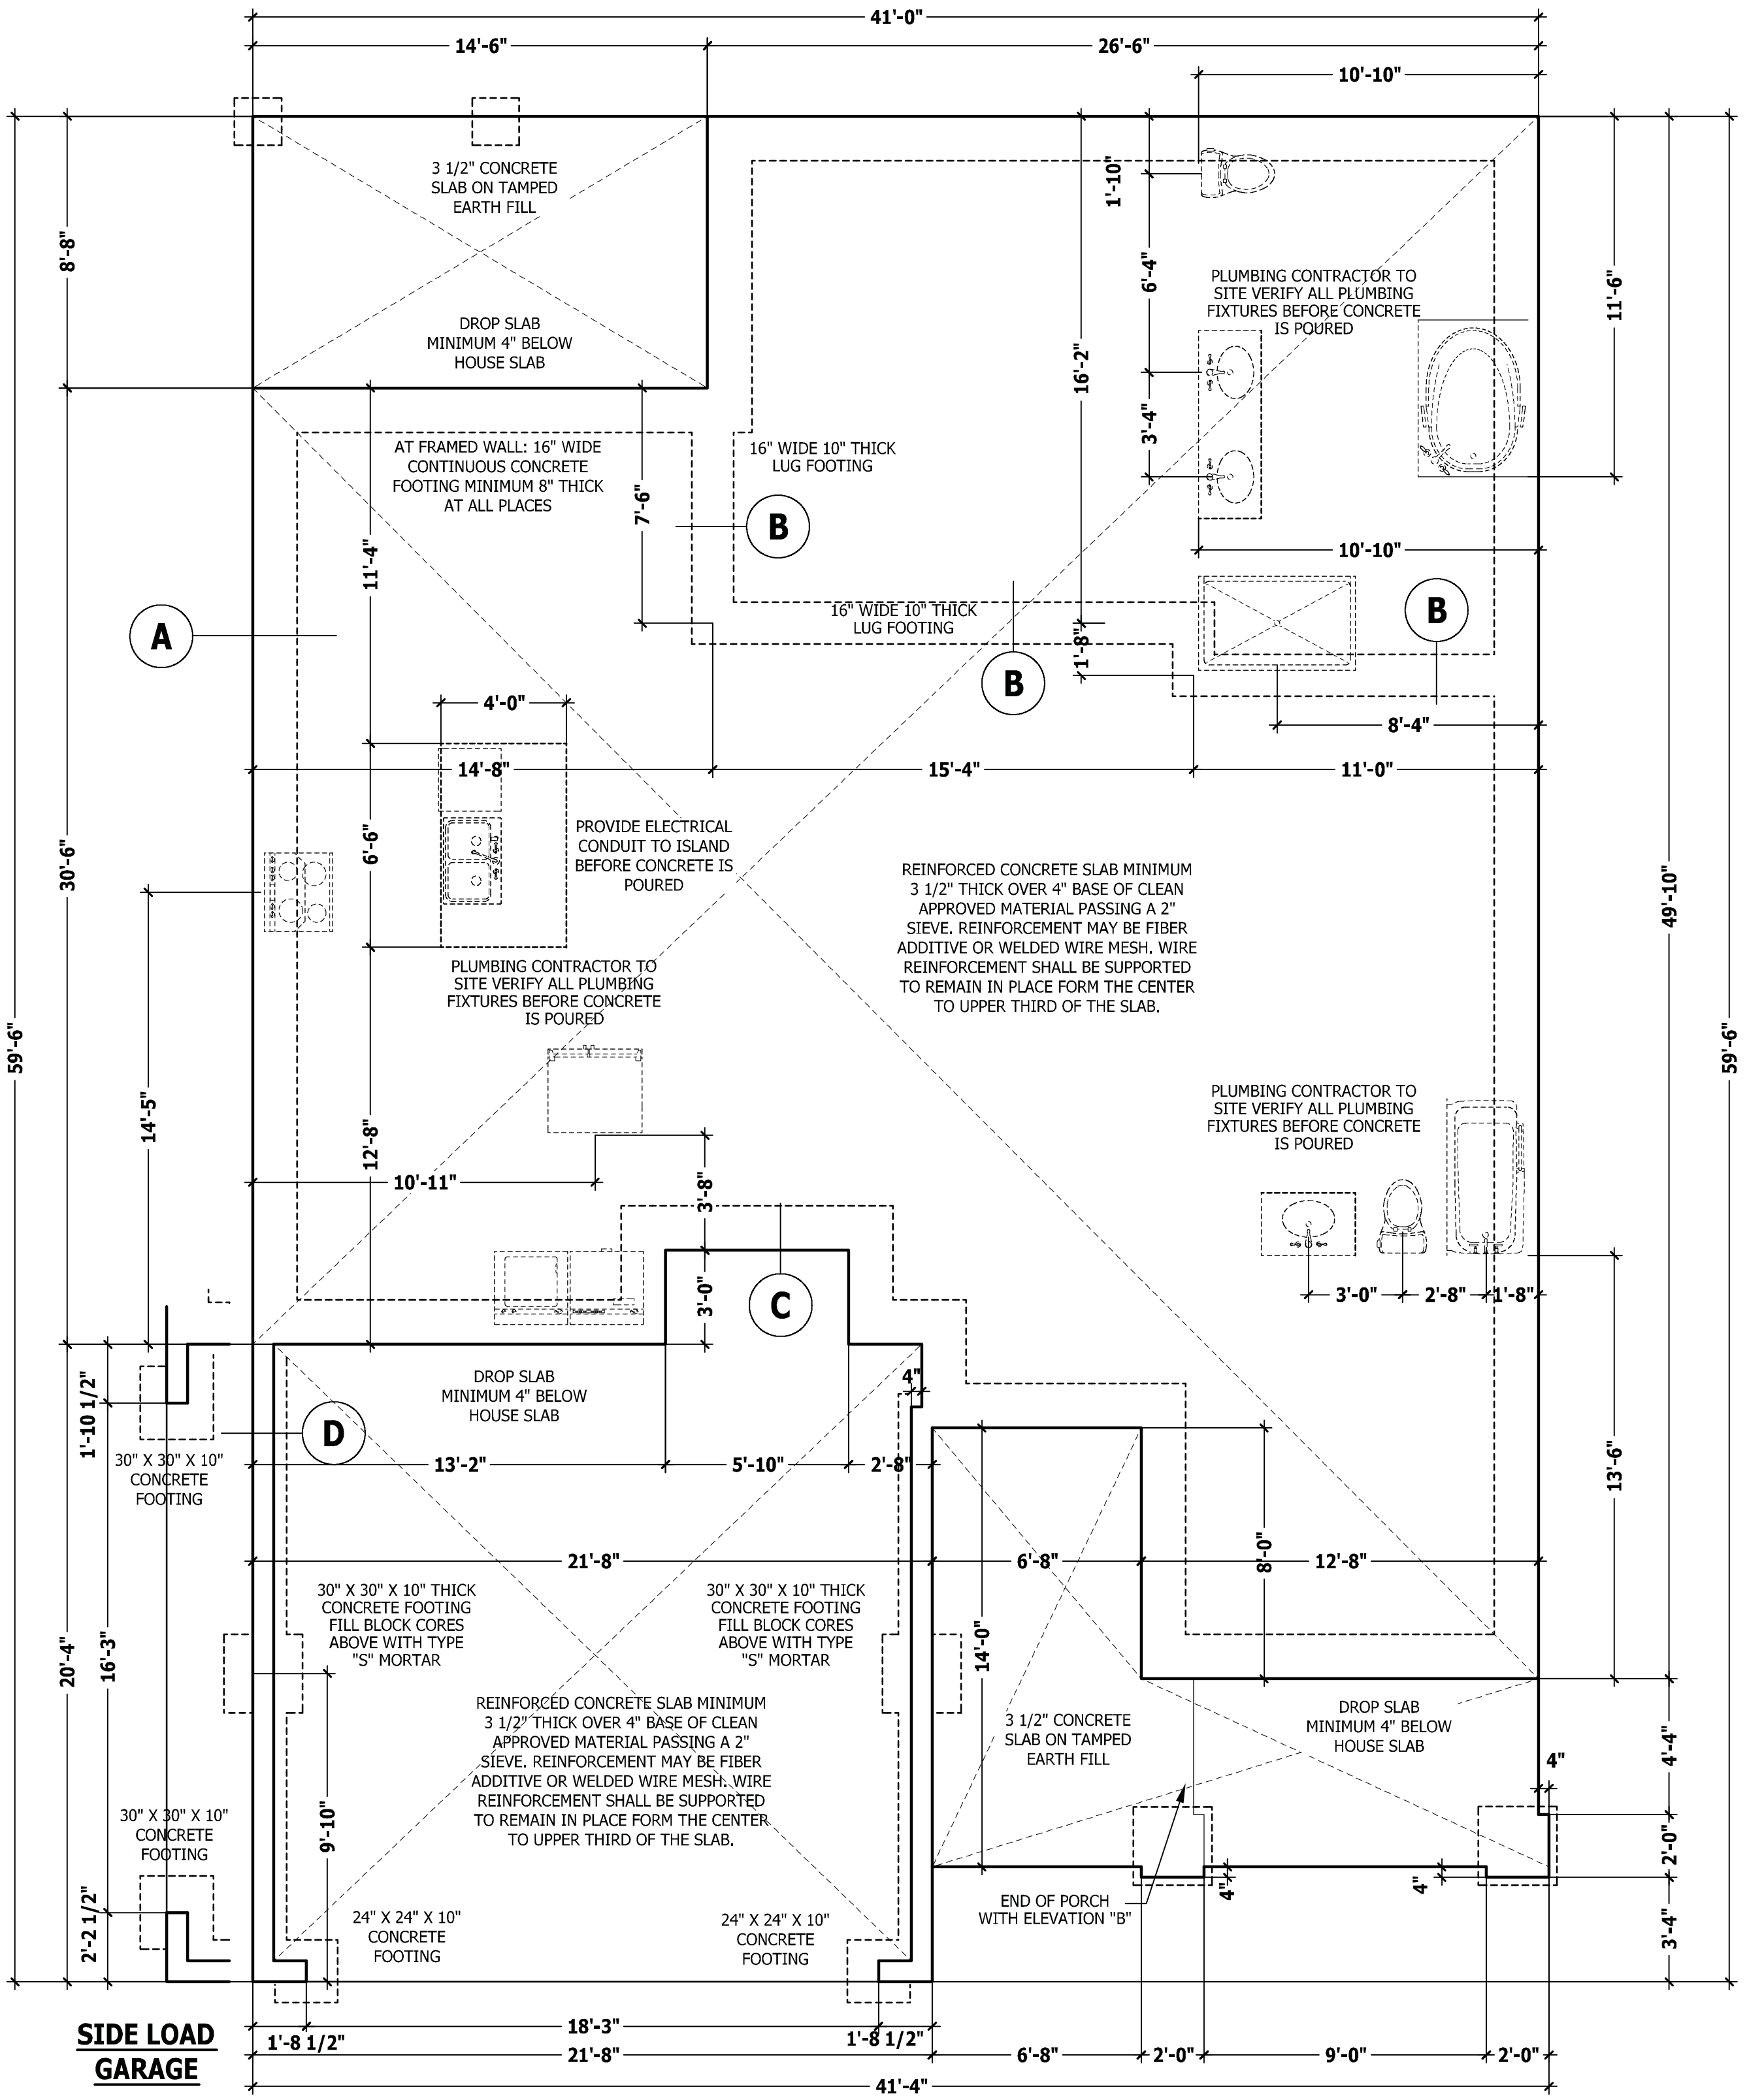 41'-0"
14'-6"
26'-6"
10'-10"
3 1/2" CONCRETE
SLAB ON TAMPED
EARTH FILL
1'-10"
8'-8"
6'-4"
11'-6"
PLUMBING CONTRACTOR TO
SITE VERIFY ALL PLUMBING
FIXTURES BEFORE CONCRETE
IS POURED
DROP SLAB
MINIMUM 4" BELOW
HOUSE SLAB
16'-2"
3'-4"
AT FRAMED WALL: 16" WIDE
CONTINUOUS CONCRETE
FOOTING MINIMUM 8" THICK
AT ALL PLACES
16" WIDE 10" THICK
LUG FOOTING
7'-6"
B
11'-4"
10'-10"
A
16" WIDE 10" THICK
LUG FOOTING
B
B
1'-8"
4'-0"
8'-4"
14'-8"
15'-4"
11'-0"
6'-6"
30'-6"
PROVIDE ELECTRICAL
CONDUIT TO ISLAND
BEFORE CONCRETE IS
POURED
REINFORCED CONCRETE SLAB MINIMUM
3 1/2" THICK OVER 4" BASE OF CLEAN
APPROVED MATERIAL PASSING A 2"
SIEVE. REINFORCEMENT MAY BE FIBER
ADDITIVE OR WELDED WIRE MESH. WIRE
REINFORCEMENT SHALL BE SUPPORTED
TO REMAIN IN PLACE FORM THE CENTER
TO UPPER THIRD OF THE SLAB.
49'-10"
PLUMBING CONTRACTOR TO
SITE VERIFY ALL PLUMBING
FIXTURES BEFORE CONCRETE
IS POURED
59'-6"
59'-6"
14'-5"
12'-8"
PLUMBING CONTRACTOR TO
SITE VERIFY ALL PLUMBING
FIXTURES BEFORE CONCRETE
IS POURED
10'-11"
3'-8"
3'-0"
C
3'-0"
2'-8"
1'-8"
DROP SLAB
MINIMUM 4" BELOW
HOUSE SLAB
4"
1'-10 1/2"
D
30" X 30" X 10"
CONCRETE
FOOTING
13'-2"
5'-10"
2'-8"
13'-6"
21'-8"
6'-8"
8'-0"
12'-8"
30" X 30" X 10" THICK
CONCRETE FOOTING
FILL BLOCK CORES
ABOVE WITH TYPE
"S" MORTAR
30" X 30" X 10" THICK
CONCRETE FOOTING
FILL BLOCK CORES
ABOVE WITH TYPE
"S" MORTAR
14'-0"
20'-4"
16'-3"
REINFORCED CONCRETE SLAB MINIMUM
3 1/2" THICK OVER 4" BASE OF CLEAN
APPROVED MATERIAL PASSING A 2"
SIEVE. REINFORCEMENT MAY BE FIBER
ADDITIVE OR WELDED WIRE MESH. WIRE
REINFORCEMENT SHALL BE SUPPORTED
TO REMAIN IN PLACE FORM THE CENTER
TO UPPER THIRD OF THE SLAB.
3 1/2" CONCRETE
SLAB ON TAMPED
EARTH FILL
DROP SLAB
MINIMUM 4" BELOW
HOUSE SLAB
4'-4"
4"
30" X 30" X 10"
CONCRETE
FOOTING
9'-10"
2'-0"
4"
4"
END OF PORCH
WITH ELEVATION "B"
2'-2 1/2"
24" X 24" X 10"
CONCRETE
FOOTING
24" X 24" X 10"
CONCRETE
FOOTING
3'-4"
SIDE LOAD
GARAGE
1'-8 1/2"
18'-3"
1'-8 1/2"
21'-8"
6'-8"
2'-0"
9'-0"
2'-0"
41'-4"